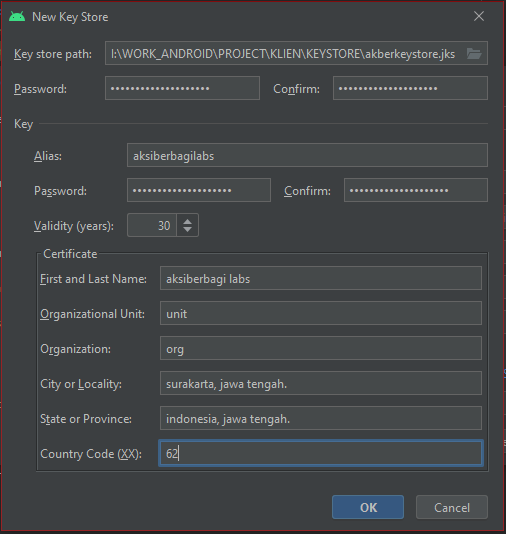 New Key Store
Key store path: I:\WORK_ANDROID\PROJECT\KLIEN\KEYSTORE\akberkeystore.jks
Password: •••••••••••••••••••• Confirm: ••••••••••••••••••••
Key
Alias: aksiberbagilabs
Password: •••••••••••••••••••• Confirm: ••••••••••••••••••••
Validity (years): 30
Certificate
First and Last Name: aksiberbagi labs
Organizational Unit: unit
Organization: org
City or Locality: surakarta, jawa tengah.
State or Province: indonesia, jawa tengah.
Country Code (XX): 62
OK Cancel